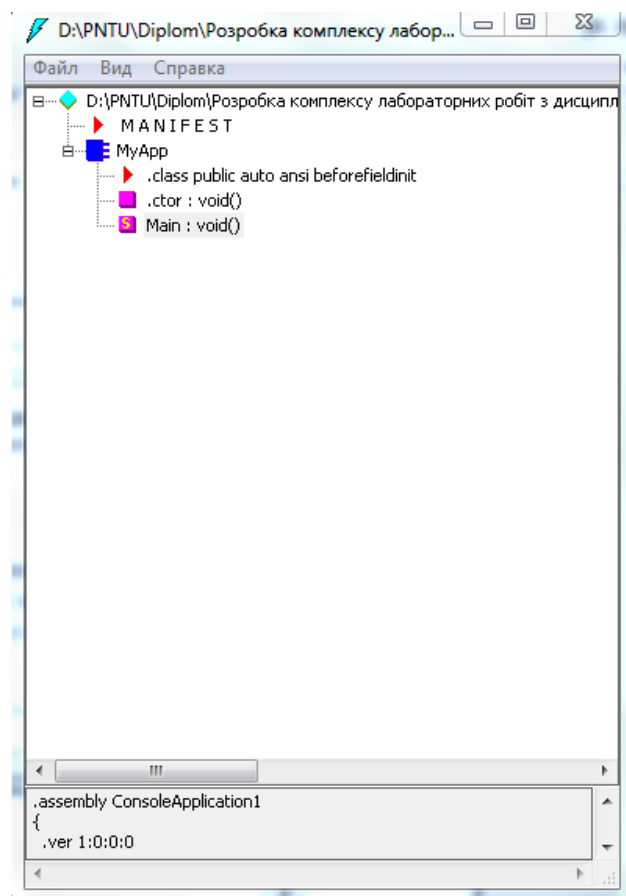 D:\PNTU\Diplom\Розробка комплексу лабор...
Файл Вид Справка
D:\PNTU\Diplom\Розробка комплексу лабораторних робіт з дисципл
MANIFEST
MyApp
.class public auto ansi beforefieldinit
.ctor : void()
S Main : void()
.assembly ConsoleApplication1
{
.ver 1:0:0:0